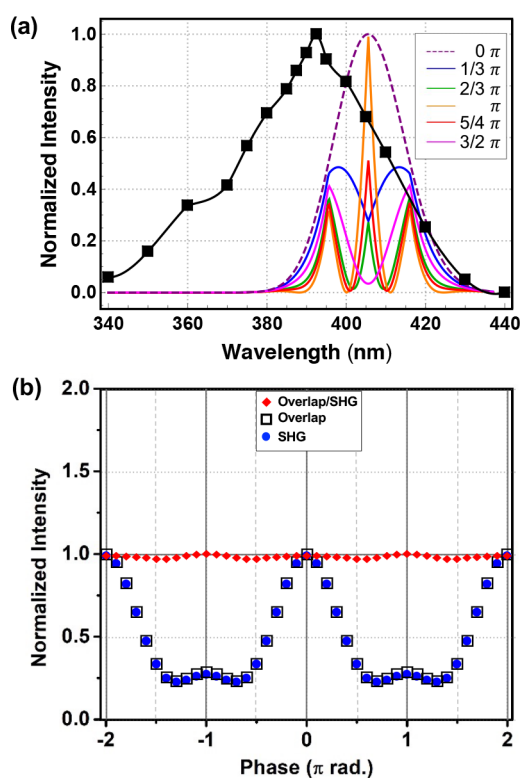 (a)
Normalized Intensity
1.0
0.8
0.6
0.4
0.2
0.0
0 π
1/3 π
2/3 π
π
5/4 π
3/2 π
340 360 380 400 420 440
Wavelength (nm)
(b)
Normalized Intensity
2.0
1.5
1.0
0.5
0.0
Overlap/SHG
Overlap
SHG
-2 -1 0 1 2
Phase (π rad.)